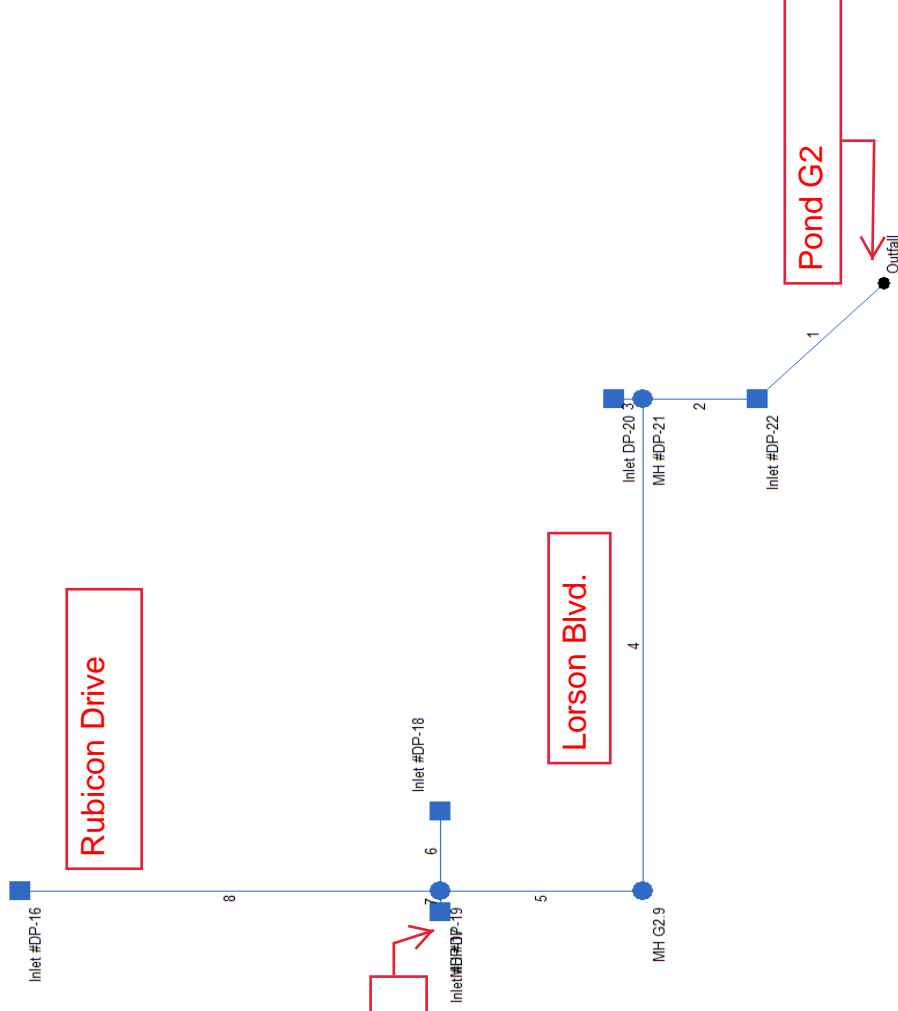 Inlet #DP-16
Rubicon Drive
8
Inlet #DP-18
7
6
5
Lorson Blvd.
Inlet DP-20
3
4
MH G2.9
MH #DP-21
2
Inlet #DP-22
Pond G2
1
Outfall